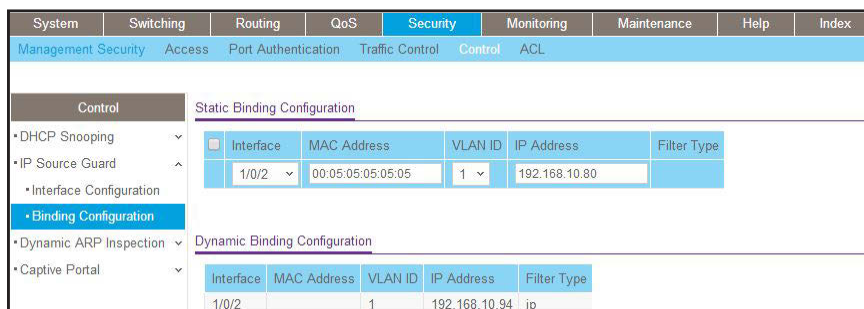 System Switching Routing QoS Security Monitoring Maintenance Help Index
Management Security Access Port Authentication Traffic Control Control ACL
Control
DHCP Snooping
IP Source Guard
Interface Configuration
Binding Configuration
Dynamic ARP Inspection
Captive Portal
Static Binding Configuration
Interface MAC Address VLAN ID IP Address Filter Type
1/0/2 00:05:05:05:05:05 1 192.168.10.80
Dynamic Binding Configuration
Interface MAC Address VLAN ID IP Address Filter Type
1/0/2 1 192.168.10.94 ip